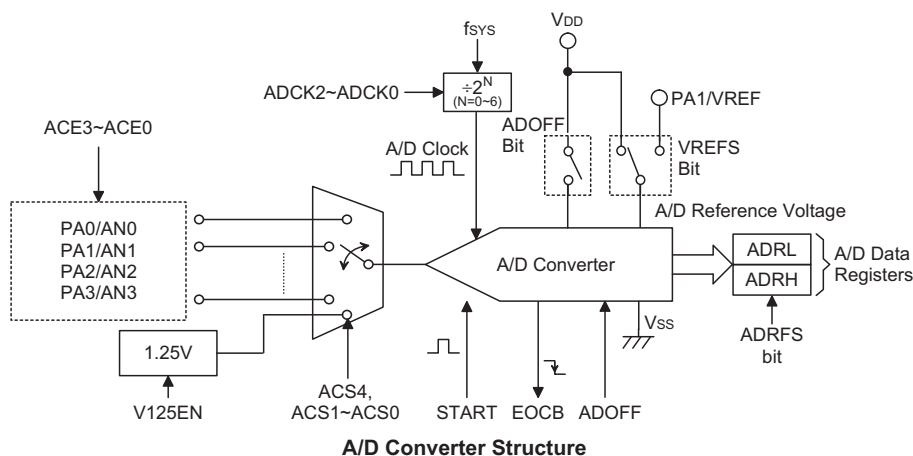 fSYS
VDD
ADCK2~ADCK0
÷2N
(N=0~6)
PA1/VREF
ACE3~ACE0
ADOFF
Bit
VREFS
Bit
A/D Clock
A/D Reference Voltage
PA0/AN0
PA1/AN1
PA2/AN2
PA3/AN3
A/D Converter
ADRL
ADRH
A/D Data
Registers
VSS
ADRFS
bit
1.25V
V125EN
ACS4,
ACS1~ACS0
START
EOCB
ADOFF
A/D Converter Structure